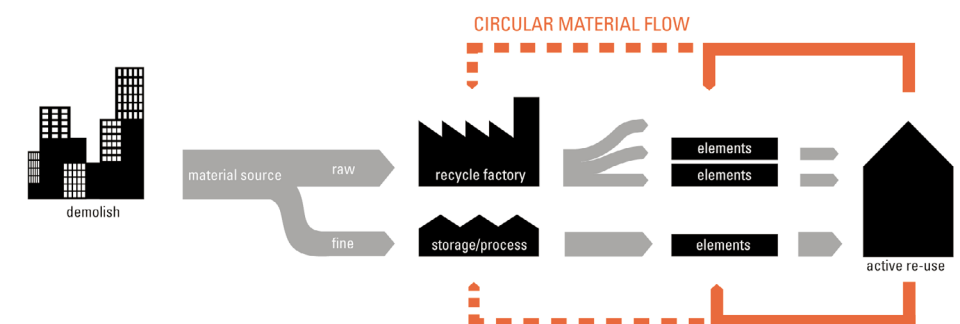 CIRCULAR MATERIAL FLOW
demolish
material source
raw
fine
recycle factory
storage/process
elements
elements
elements
active re-use